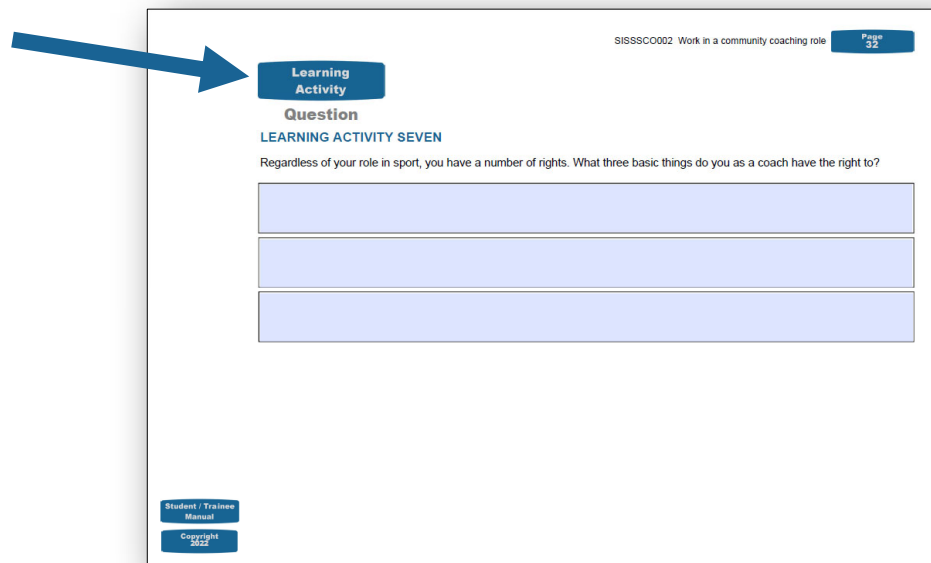 SISSSCO002 Work in a community coaching role
Page
32
Learning
Activity
Question
LEARNING ACTIVITY SEVEN
Regardless of your role in sport, you have a number of rights. What three basic things do you as a coach have the right to?
Student / Trainee
Manual
Copyright
2022